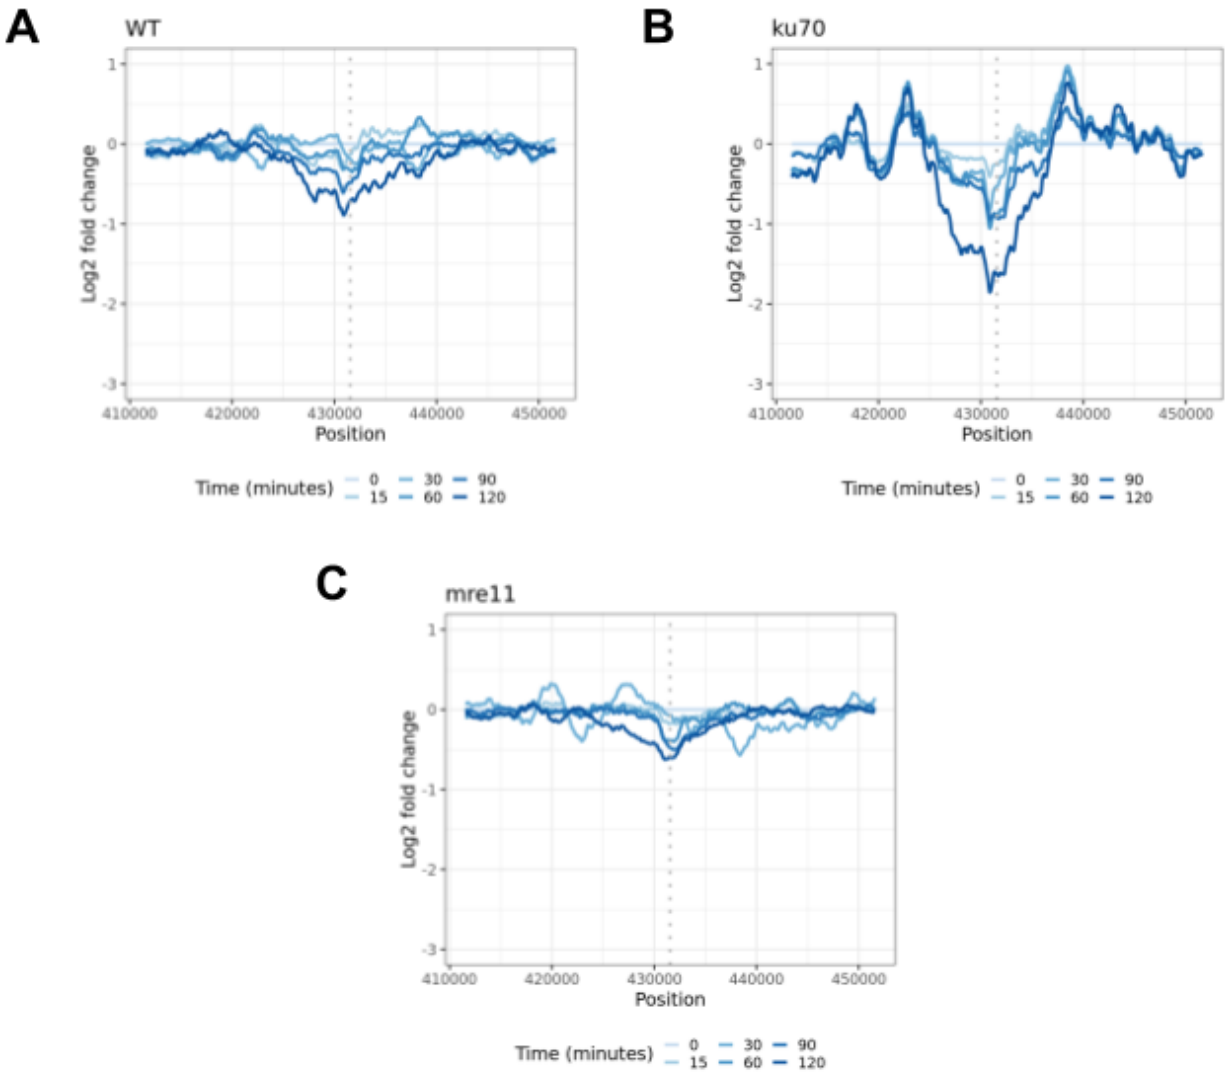 A
WT
1
0
-1
-2
-3
Log2 fold change
410000 420000 430000 440000 450000
Position
Time (minutes) 0 30 90
15 60 120
B
ku70
1
0
-1
-2
-3
Log2 fold change
410000 420000 430000 440000 450000
Position
Time (minutes) 0 30 90
15 60 120
C
mre11
1
0
-1
-2
-3
Log2 fold change
410000 420000 430000 440000 450000
Position
Time (minutes) 0 30 90
15 60 120